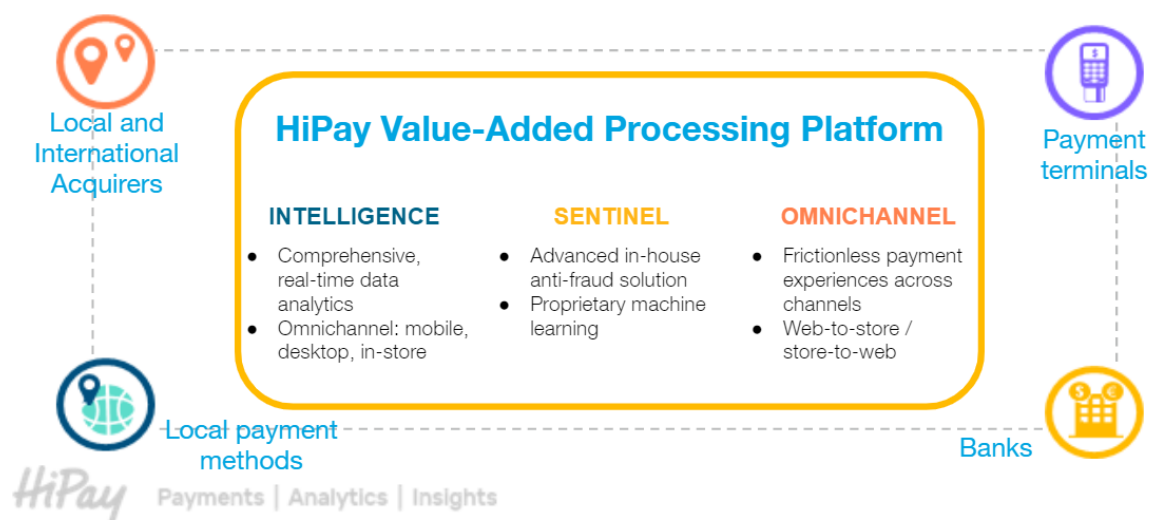 Local and
International
Acquirers
Payment
terminals
HiPay Value-Added Processing Platform
INTELLIGENCE
● Comprehensive,
real-time data
analytics
● Omnichannel: mobile,
desktop, in-store
SENTINEL
● Advanced in-house
anti-fraud solution
● Proprietary machine
learning
OMNICHANNEL
● Frictionless payment
experiences across
channels
● Web-to-store /
store-to-web
Local payment
methods
$ €
Banks
$
HiPay Payments | Analytics | Insights